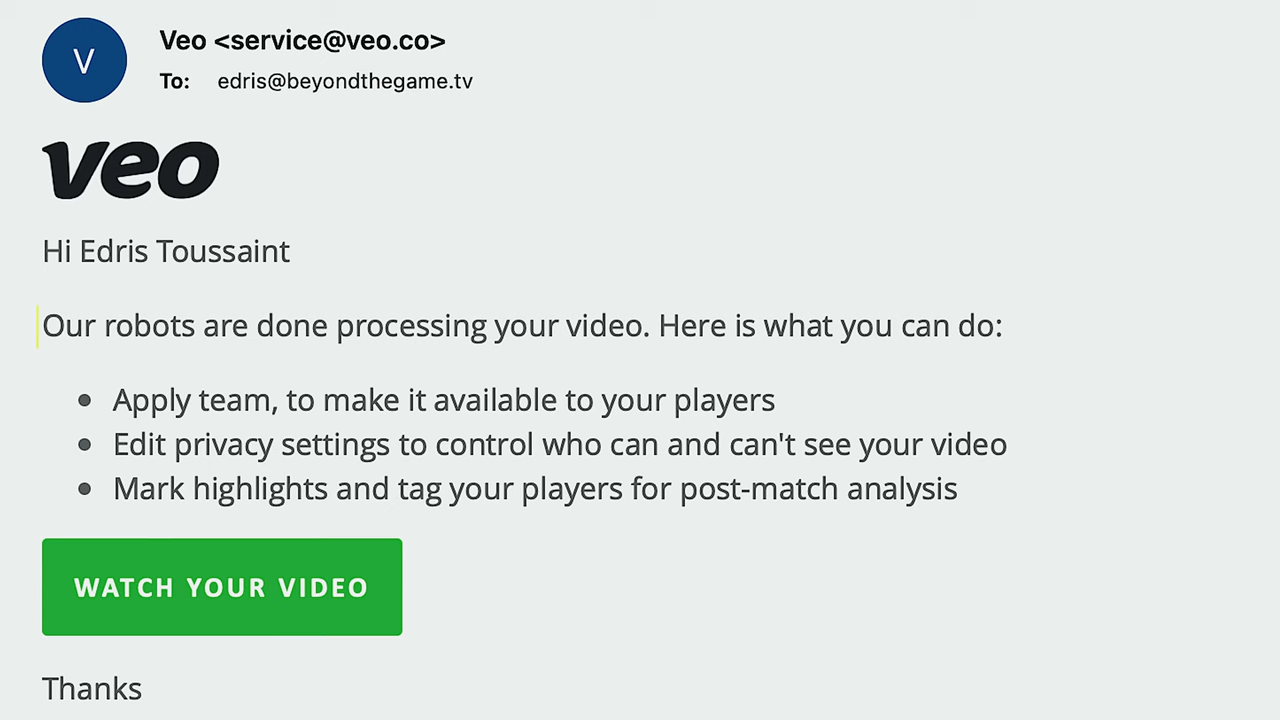 V
Veo <service@veo.co>
To: edris@beyondthegame.tv
veo
Hi Edris Toussaint
Our robots are done processing your video. Here is what you can do:
Apply team, to make it available to your players
Edit privacy settings to control who can and can't see your video
Mark highlights and tag your players for post-match analysis
WATCH YOUR VIDEO
Thanks